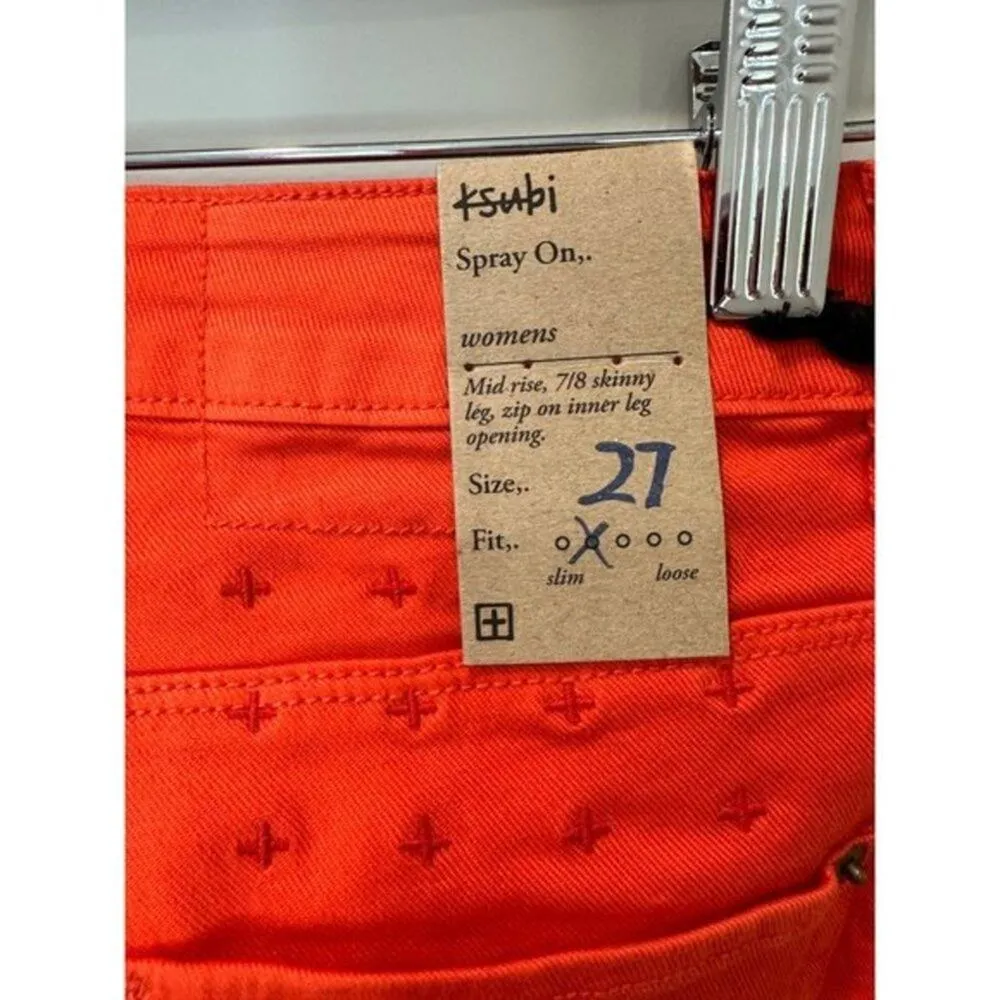 ksubi
Spray On,.
womens
Mid rise, 7/8 skinny
leg, zip on inner leg
opening.
Size,. 27
Fit,.
slim loose